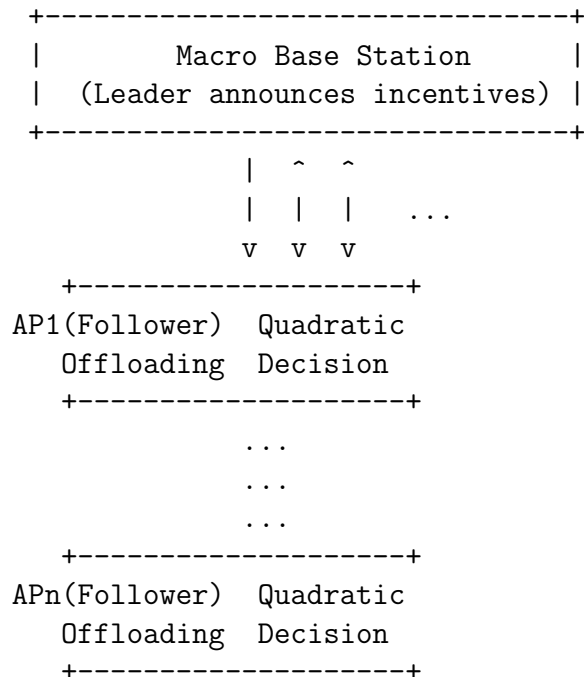 +--------------------------------+
|        Macro Base Station      |
|  (Leader announces incentives) |
+--------------------------------+
            |  ^  ^
            |  |  |   ...
            v  v  v
   +--------------------+
AP1(Follower)  Quadratic
   Offloading  Decision
   +--------------------+
            ...
            ...
            ...
   +--------------------+
APn(Follower)  Quadratic
   Offloading  Decision
   +--------------------+